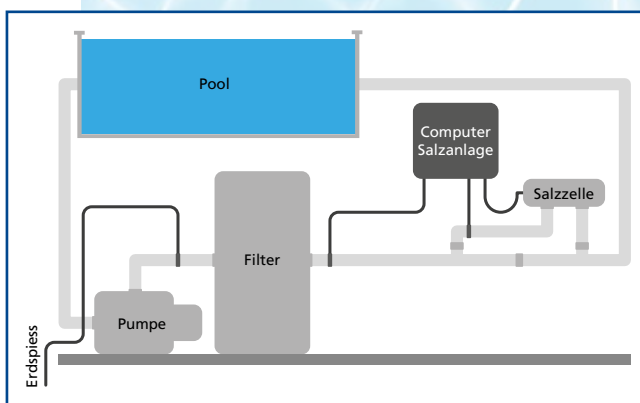 Pool
Computer
Salzanlage
Salzzelle
Filter
Pumpe
Erdspiess